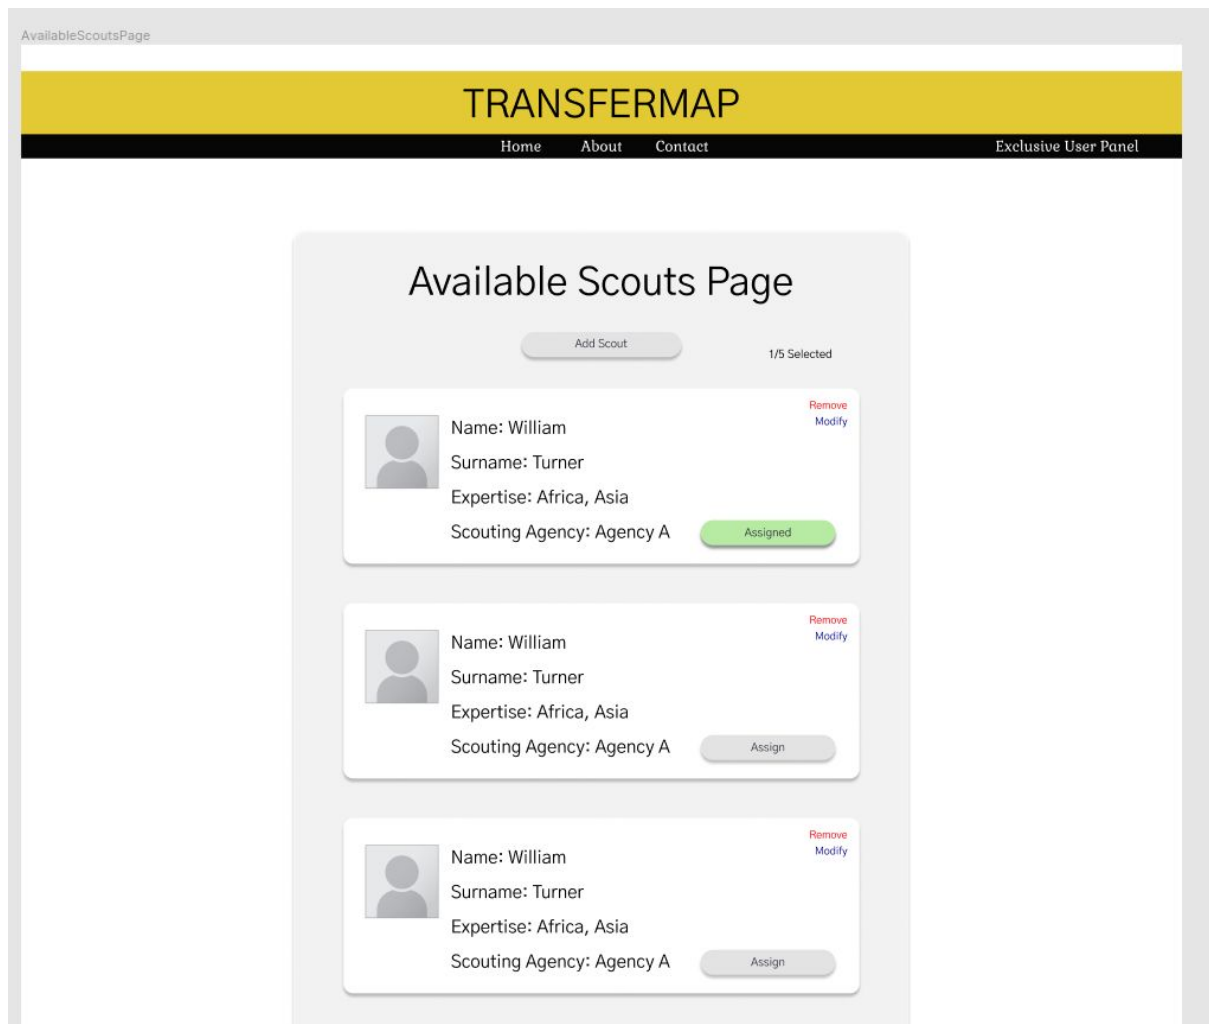 AvailableScoutsPage
TRANSFERMAP
Home About Contact Exclusive User Panel
Available Scouts Page
Add Scout
1/5 Selected
Remove
Modify
Name: William
Surname: Turner
Expertise: Africa, Asia
Scouting Agency: Agency A
Assigned
Remove
Modify
Name: William
Surname: Turner
Expertise: Africa, Asia
Scouting Agency: Agency A
Assign
Remove
Modify
Name: William
Surname: Turner
Expertise: Africa, Asia
Scouting Agency: Agency A
Assign